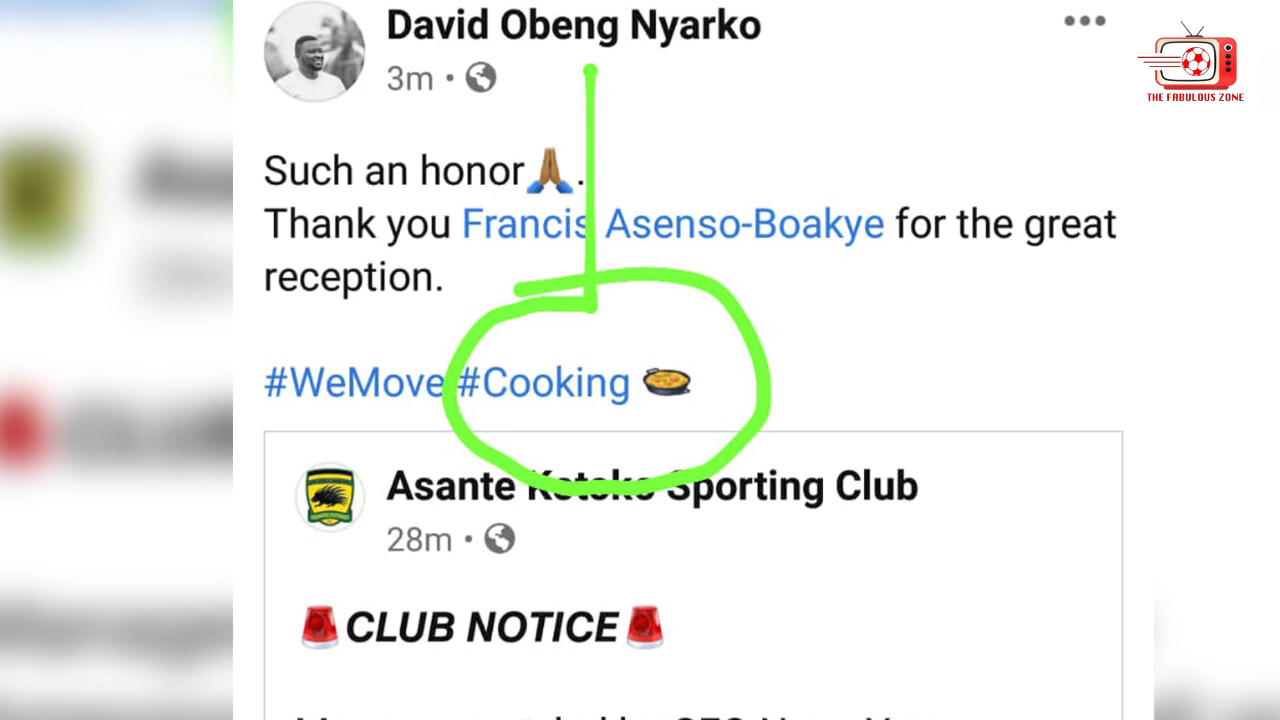 David Obeng Nyarko
3m
THE FABULOUS ZONE
Such an honor🙏🏾.
Thank you Francis Asenso-Boakye for the great
reception.
#WeMove #Cooking 🥘
Asante Kotoko Sporting Club
28m
🚨CLUB NOTICE🚨